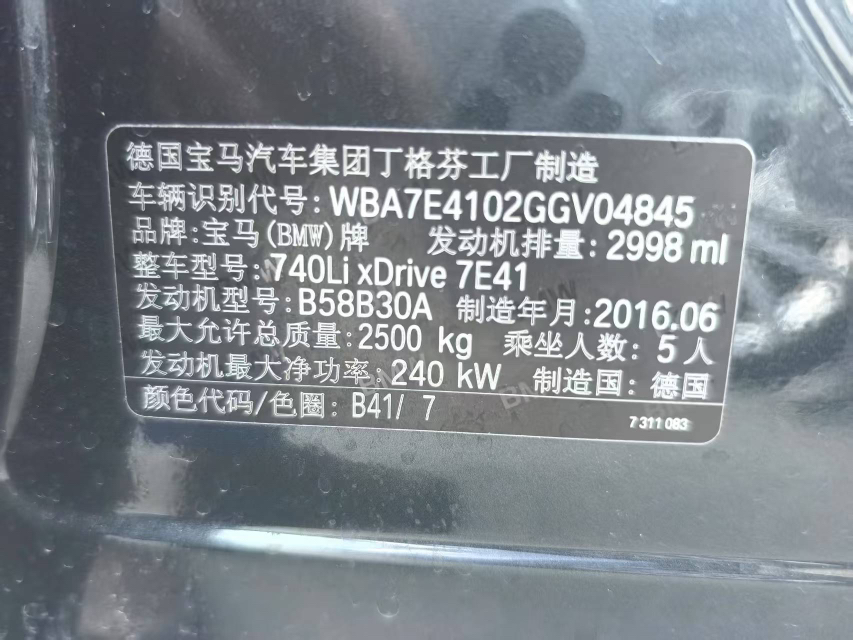 德国宝马汽车集团丁格芬工厂制造
车辆识别代号: WBA7E4102GGV04845
品牌:宝马(BMW)牌 发动机排量: 2998 ml
整车型号:740Li xDrive 7E41
发动机型号: B58B30A 制造年月:2016.06
最大允许总质量:2500 kg 乘坐人数: 5 人
发动机最大净功率: 240 kW 制造国: 德国
颜色代码/色圈: B41/ 7
7 311 083